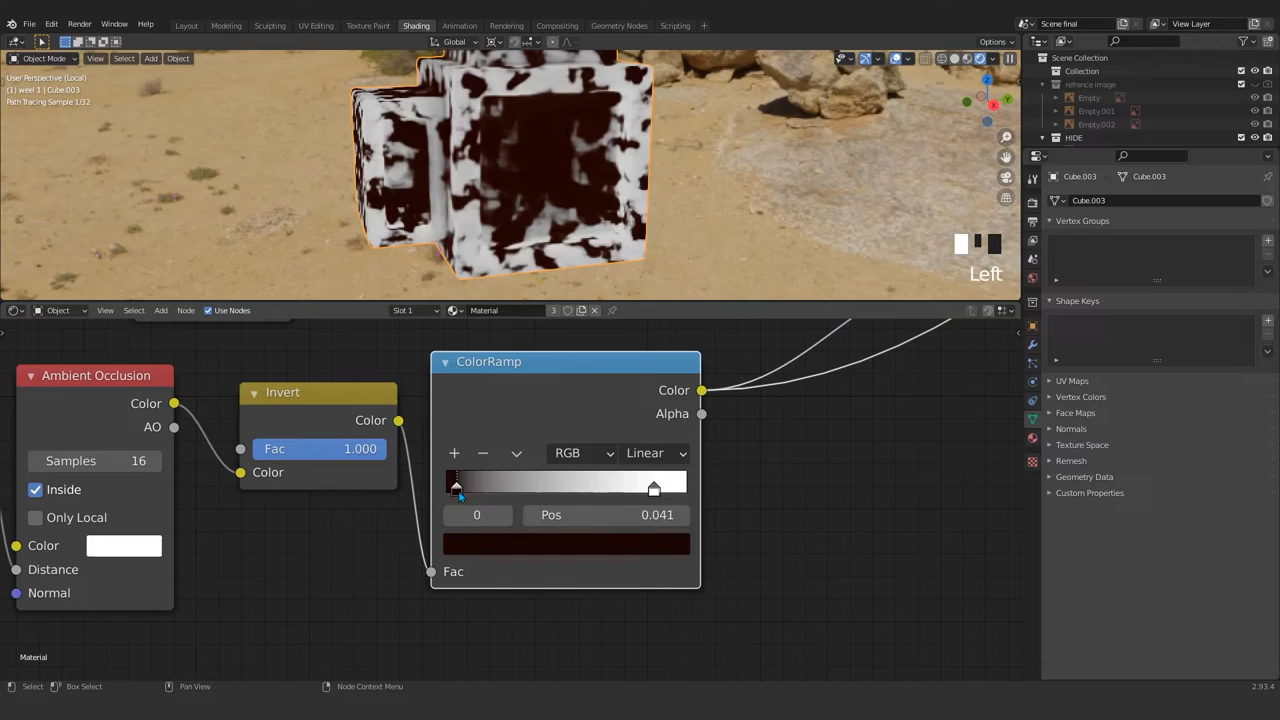 File Edit Render Window Help Layout Modeling Sculpting UV Editing Texture Paint Shading Animation Rendering Compositing Geometry Nodes Scripting + Scene final View Layer
Global Options
Object Mode View Select Add Object
User Perspective (Local)
(1) weel 1 | Cube.003
Path Tracing Sample 1/32
Z
Y
X
Left
Scene Collection
Collection
refrence image
Empty
Empty.001
Empty.002
HIDE
Cube.003 Cube.003
Cube.003
Vertex Groups
Shape Keys
UV Maps
Vertex Colors
Face Maps
Normals
Texture Space
Remesh
Geometry Data
Custom Properties
Object View Select Add Node Use Nodes Slot 1 Material 3
Ambient Occlusion
Color
AO
Samples 16
Inside
Only Local
Color
Distance
Normal
Invert
Color
Fac 1.000
Color
ColorRamp
Color
Alpha
RGB Linear
0 Pos 0.041
Fac
Material
Select Box Select Pan View Node Context Menu 2.93.4